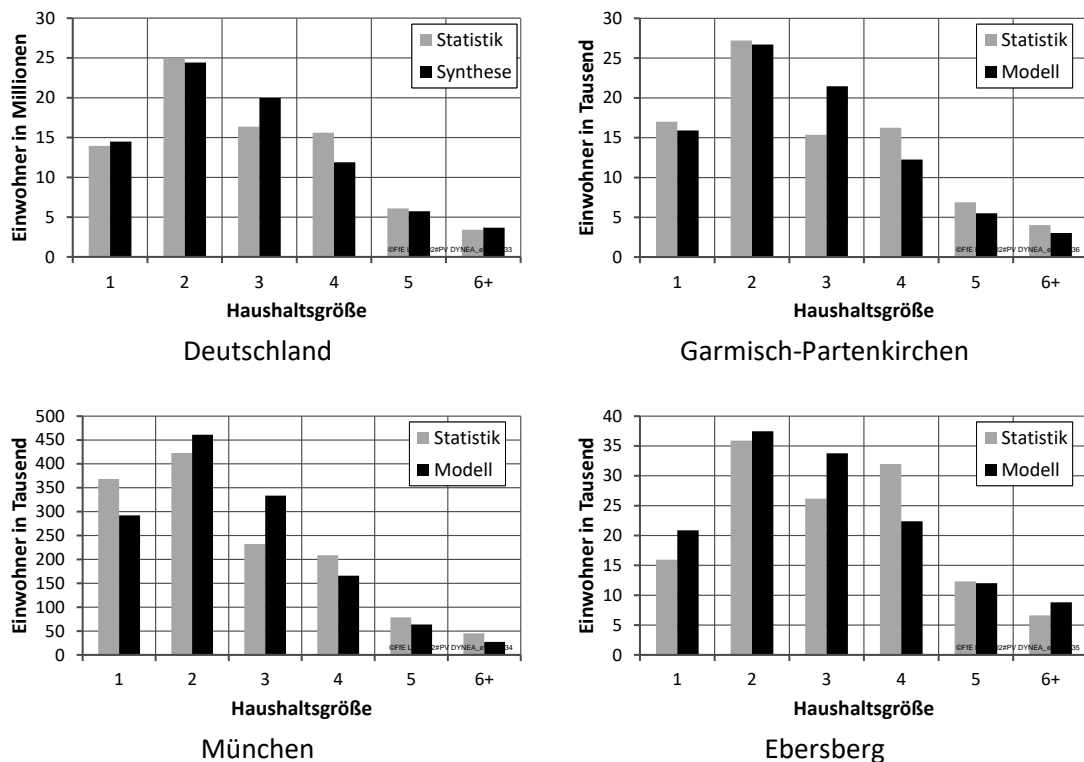 30
25
20
15
10
5
0
Einwohner in Millionen
Statistik
Synthese
1 2 3 4 5 6+
Haushaltsgröße
Deutschland
30
25
20
15
10
5
0
Einwohner in Tausend
Statistik
Modell
1 2 3 4 5 6+
Haushaltsgröße
Garmisch-Partenkirchen
500
450
400
350
300
250
200
150
100
50
0
Einwohner in Tausend
Statistik
Modell
1 2 3 4 5 6+
Haushaltsgröße
München
40
35
30
25
20
15
10
5
0
Einwohner in Tausend
Statistik
Modell
1 2 3 4 5 6+
Haushaltsgröße
Ebersberg